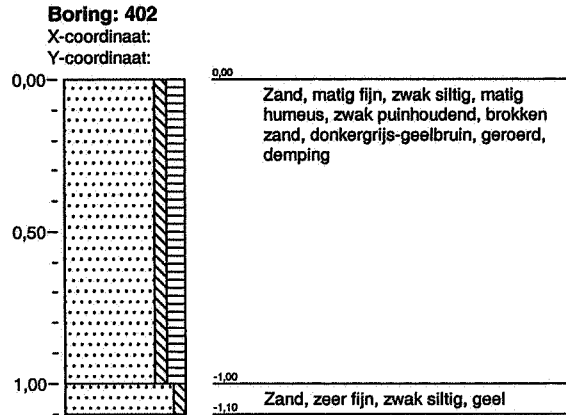 Boring: 402
X-coordinaat:
Y-coordinaat:
0,00
0,00
Zand, matig fijn, zwak siltig, matig
humeus, zwak puinhoudend, brokken
zand, donkergrijs-geelbruin, geroerd,
demping
0,50
1,00
-1,00
Zand, zeer fijn, zwak siltig, geel
-1,10